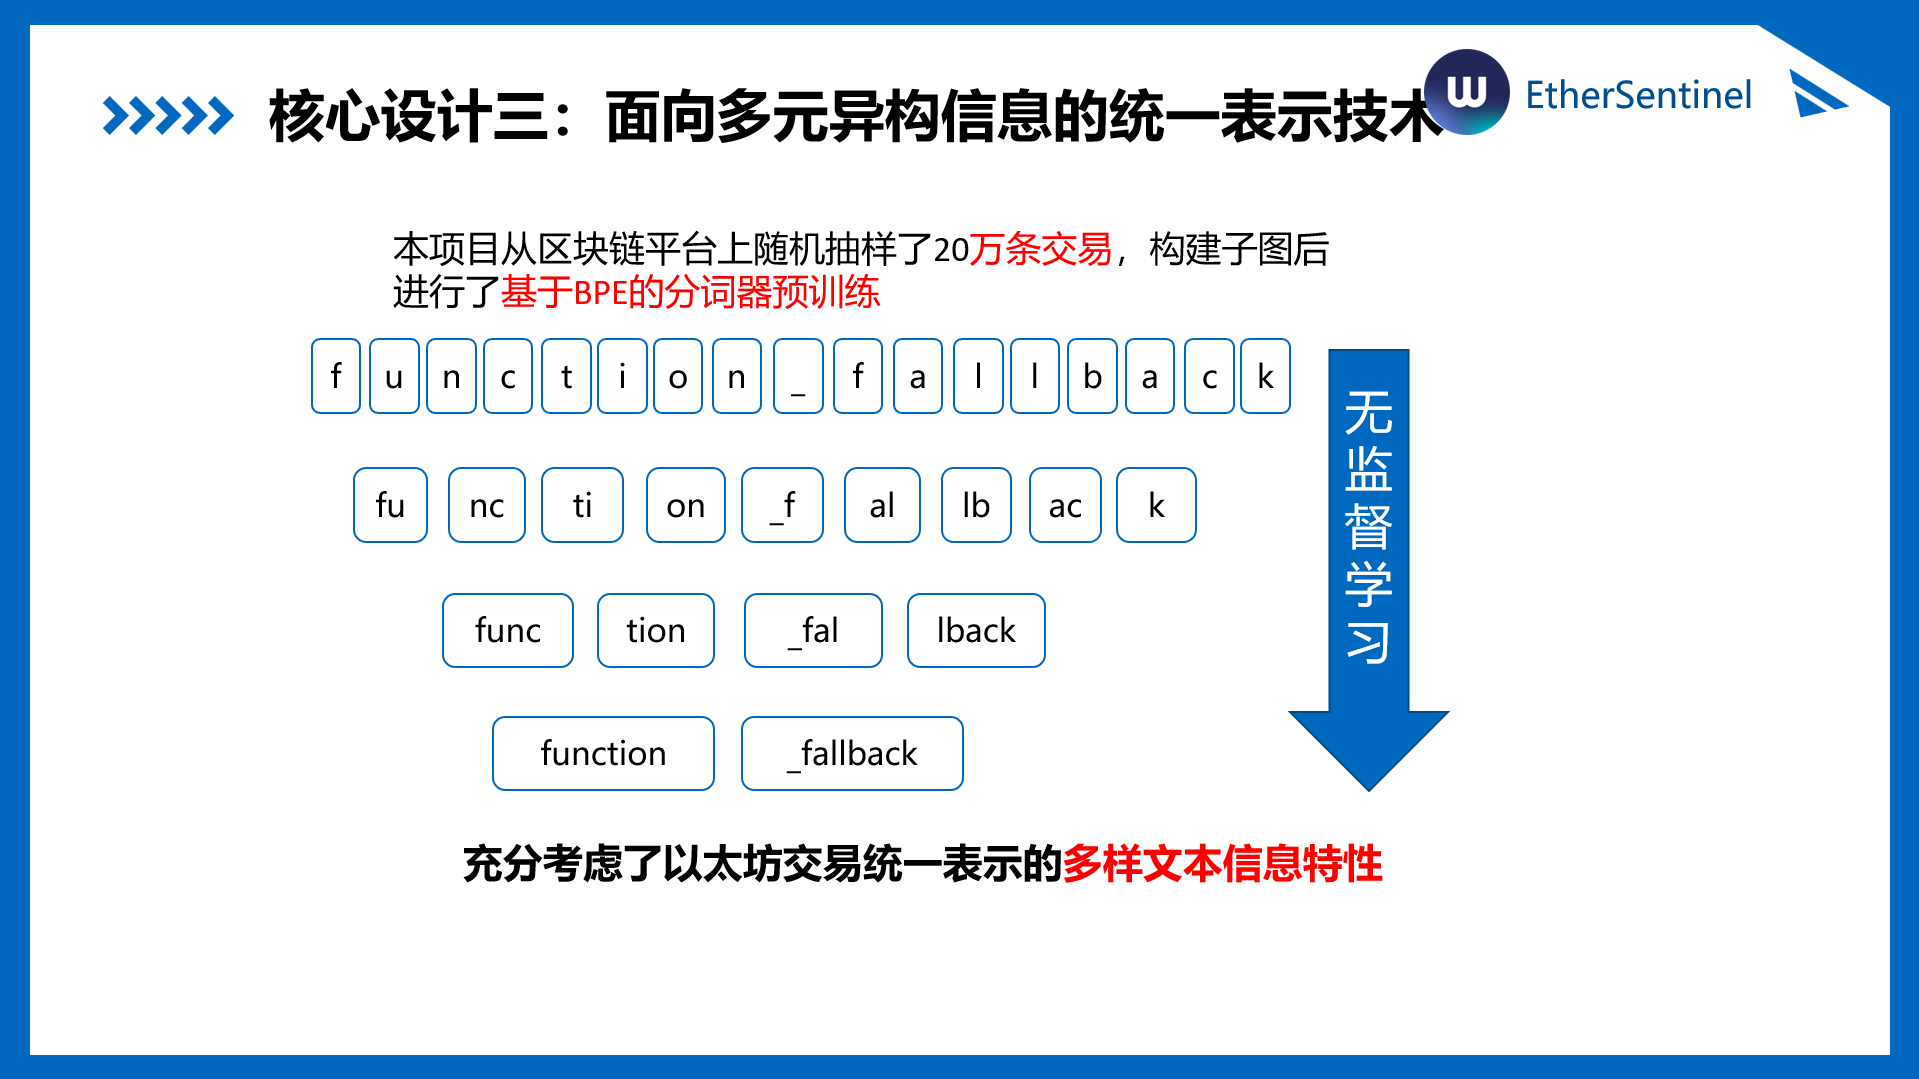 核心设计三：面向多元异构信息的统一表示技术
W EtherSentinel
本项目从区块链平台上随机抽样了20万条交易，构建子图后
进行了基于BPE的分词器预训练
f u n c t i o n _ f a l l b a c k
fu nc ti on _f al lb ac k
func tion _fal lback
function _fallback
无
监
督
学
习
充分考虑了以太坊交易统一表示的多样文本信息特性